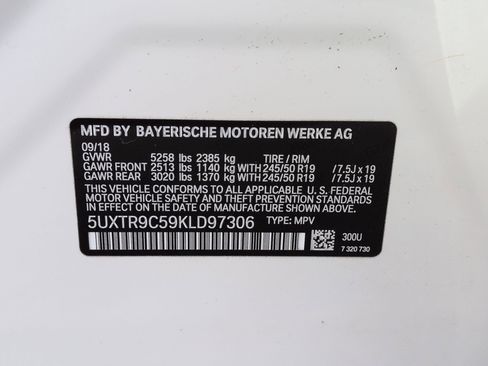 MFD BY BAYERISCHE MOTOREN WERKE AG
09/18
GVWR 5258 lbs 2385 kg TIRE / RIM
GAWR FRONT 2513 lbs 1140 kg WITH 245/50 R19 /7.5J x 19
GAWR REAR 3020 lbs 1370 kg WITH 245/50 R19 /7.5J x 19
THIS VEHICLE CONFORMS TO ALL APPLICABLE U.S. FEDERAL
MOTOR VEHICLE SAFETY AND THEFT PREVENTION STANDARDS
IN EFFECT ON THE DATE OF MANUFACTURE SHOWN ABOVE.
5UXTR9C59KLD97306 TYPE: MPV
300U
7 320 730